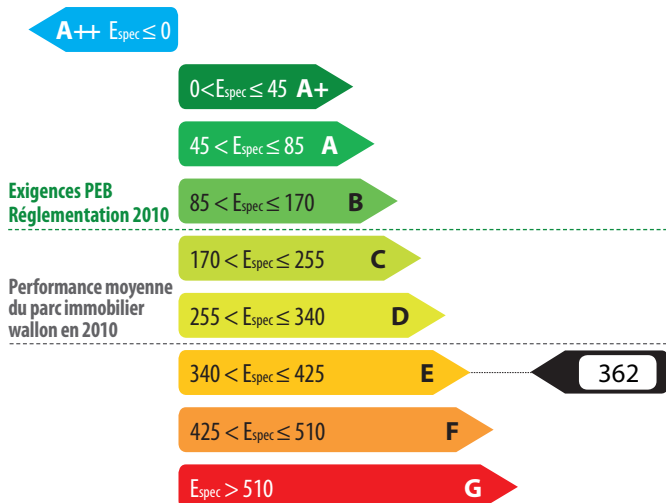 A++ Espec ≤ 0
0 < Espec ≤ 45 A+
45 < Espec ≤ 85 A
Exigences PEB
Réglementation 2010
85 < Espec ≤ 170 B
170 < Espec ≤ 255 C
Performance moyenne
du parc immobilier
wallon en 2010
255 < Espec ≤ 340 D
340 < Espec ≤ 425 E
362
425 < Espec ≤ 510 F
Espec > 510 G